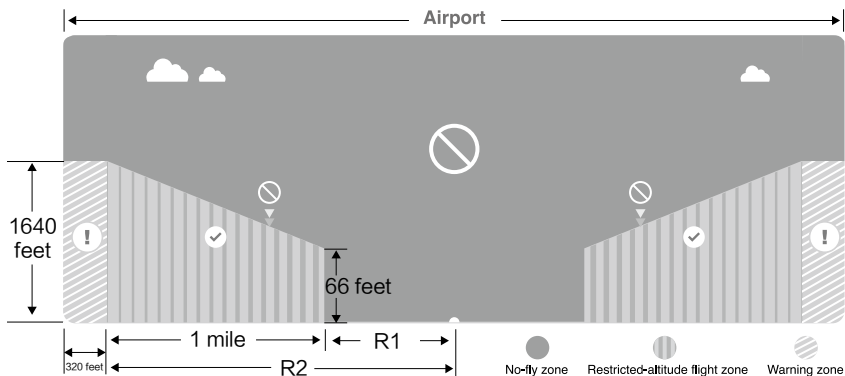 Airport
1640
feet
66 feet
1 mile
R1
320 feet
R2
No-fly zone
Restricted-altitude flight zone
Warning zone